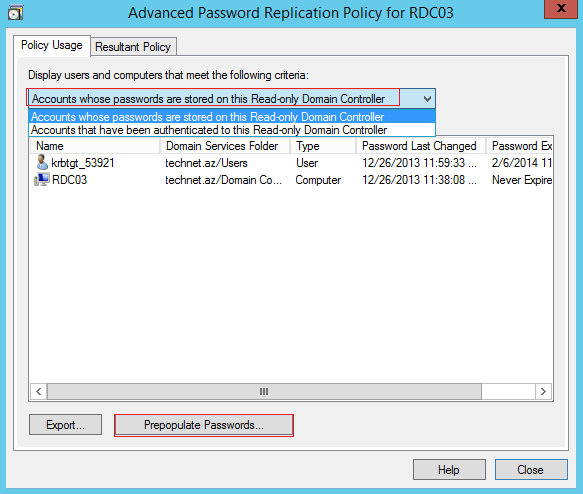 Advanced Password Replication Policy for RDC03
x
Policy Usage Resultant Policy
Display users and computers that meet the following criteria:
Accounts whose passwords are stored on this Read-only Domain Controller
Accounts whose passwords are stored on this Read-only Domain Controller
Accounts that have been authenticated to this Read-only Domain Controller
Name Domain Services Folder Type Password Last Changed Password Ex
krbtgt_53921 technet.az/Users User 12/26/2013 11:59:33 ... 2/6/2014 11
RDC03 technet.az/Domain Co... Computer 12/26/2013 11:38:08 ... Never Expire
Export... Prepopulate Passwords...
Help Close